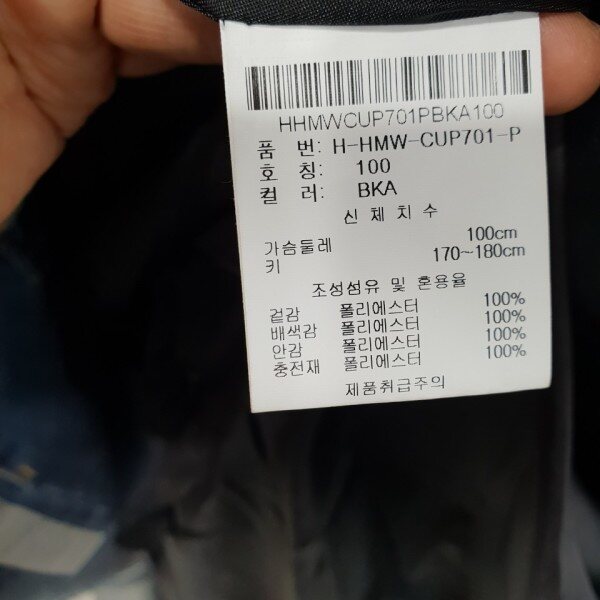 HHMWCUP701PBKA100
품 번: H-HMW-CUP701-P
호 칭: 100
컬 러: BKA
신 체 치 수
가슴둘레 100cm
키 170~180cm
조성섬유 및 혼용율
겉감 폴리에스터 100%
배색감 폴리에스터 100%
안감 폴리에스터 100%
충전재 폴리에스터 100%
제품취급주의